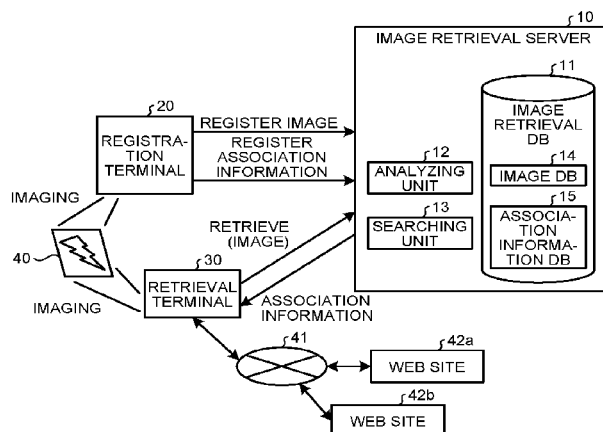 10
IMAGE RETRIEVAL SERVER
11
IMAGE
RETRIEVAL
DB
20
REGISTRA-
TION
TERMINAL
REGISTER IMAGE
REGISTER
ASSOCIATION
INFORMATION
12
ANALYZING
UNIT
14
IMAGE DB
13
SEARCHING
UNIT
15
ASSOCIA-
TION
INFORMA-
TION DB
IMAGING
40
IMAGING
RETRIEVE
(IMAGE)
30
RETRIEVAL
TERMINAL
ASSOCIATION
INFORMATION
41
42a
WEB SITE
42b
WEB SITE